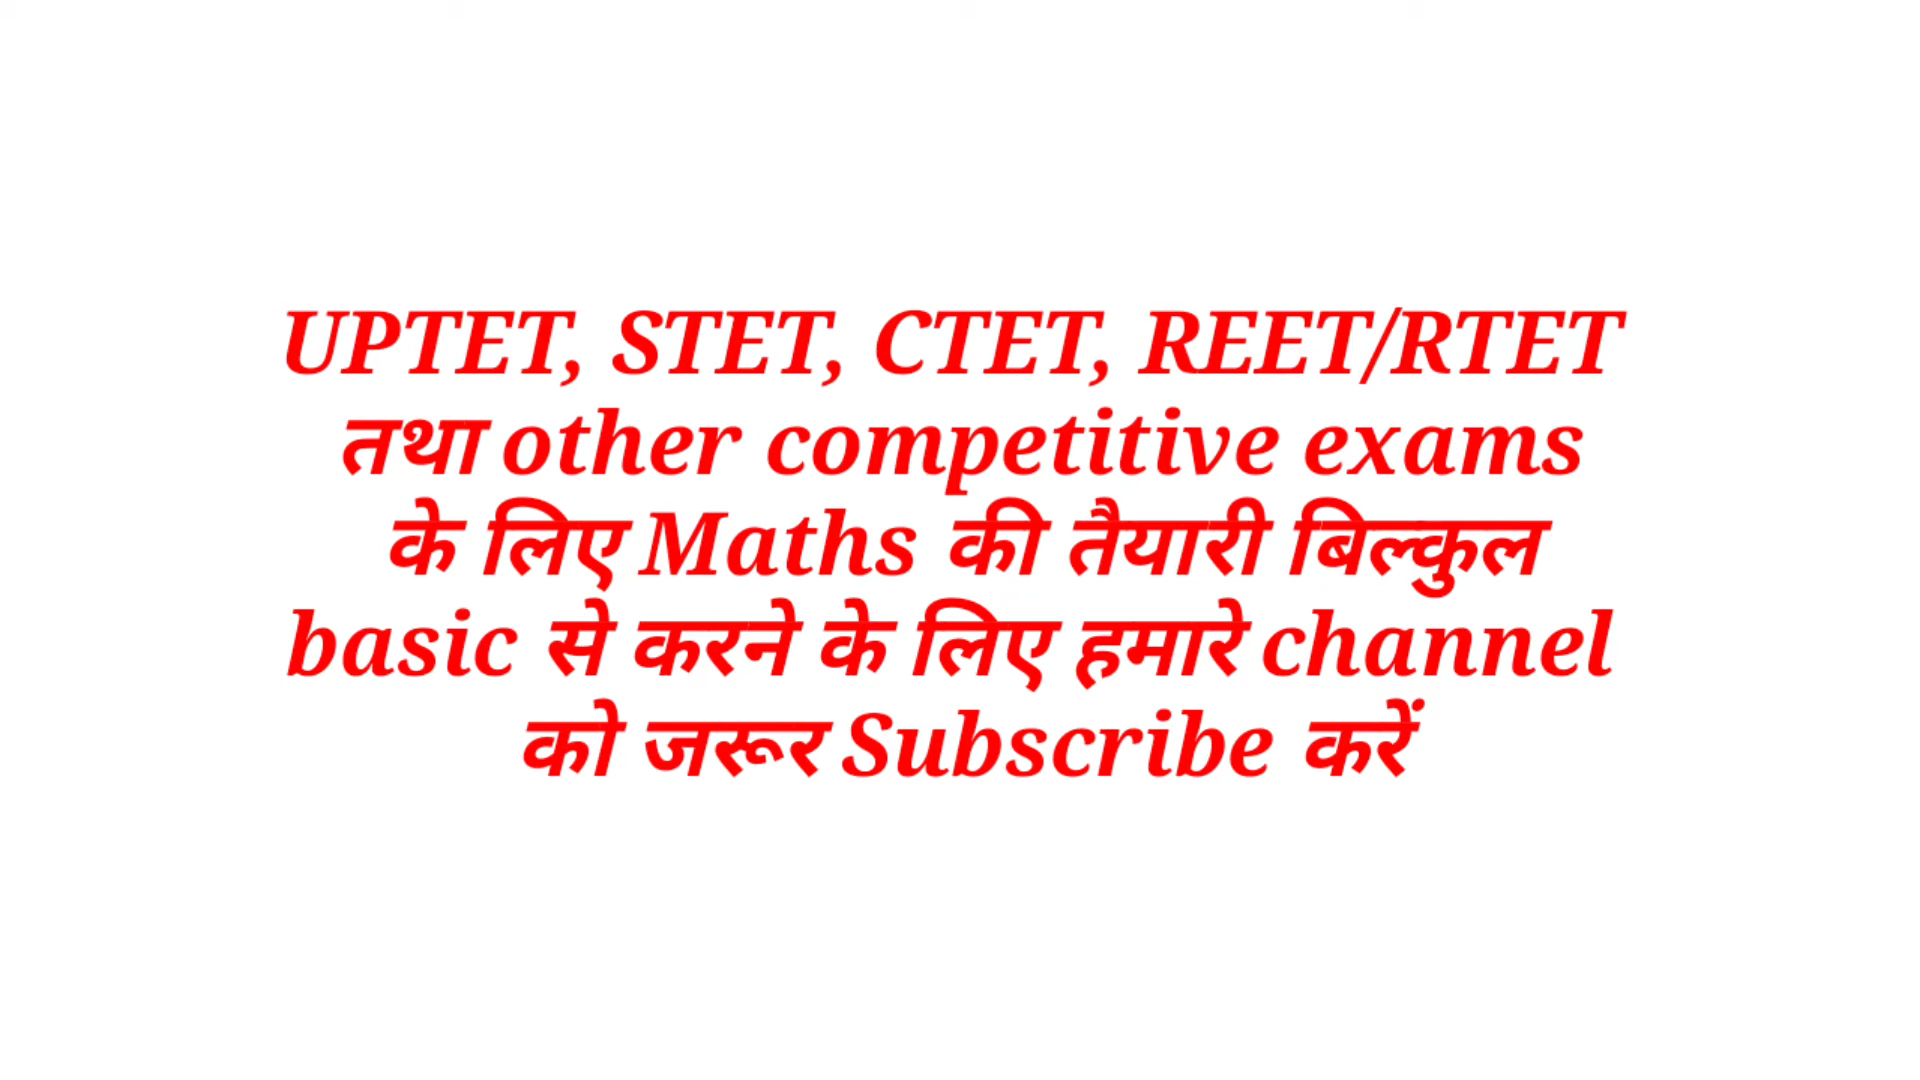 UPTET, STET, CTET, REET/RTET
तथा other competitive exams
के लिए Maths की तैयारी बिल्कुल
basic से करने के लिए हमारे channel
को जरूर Subscribe करें